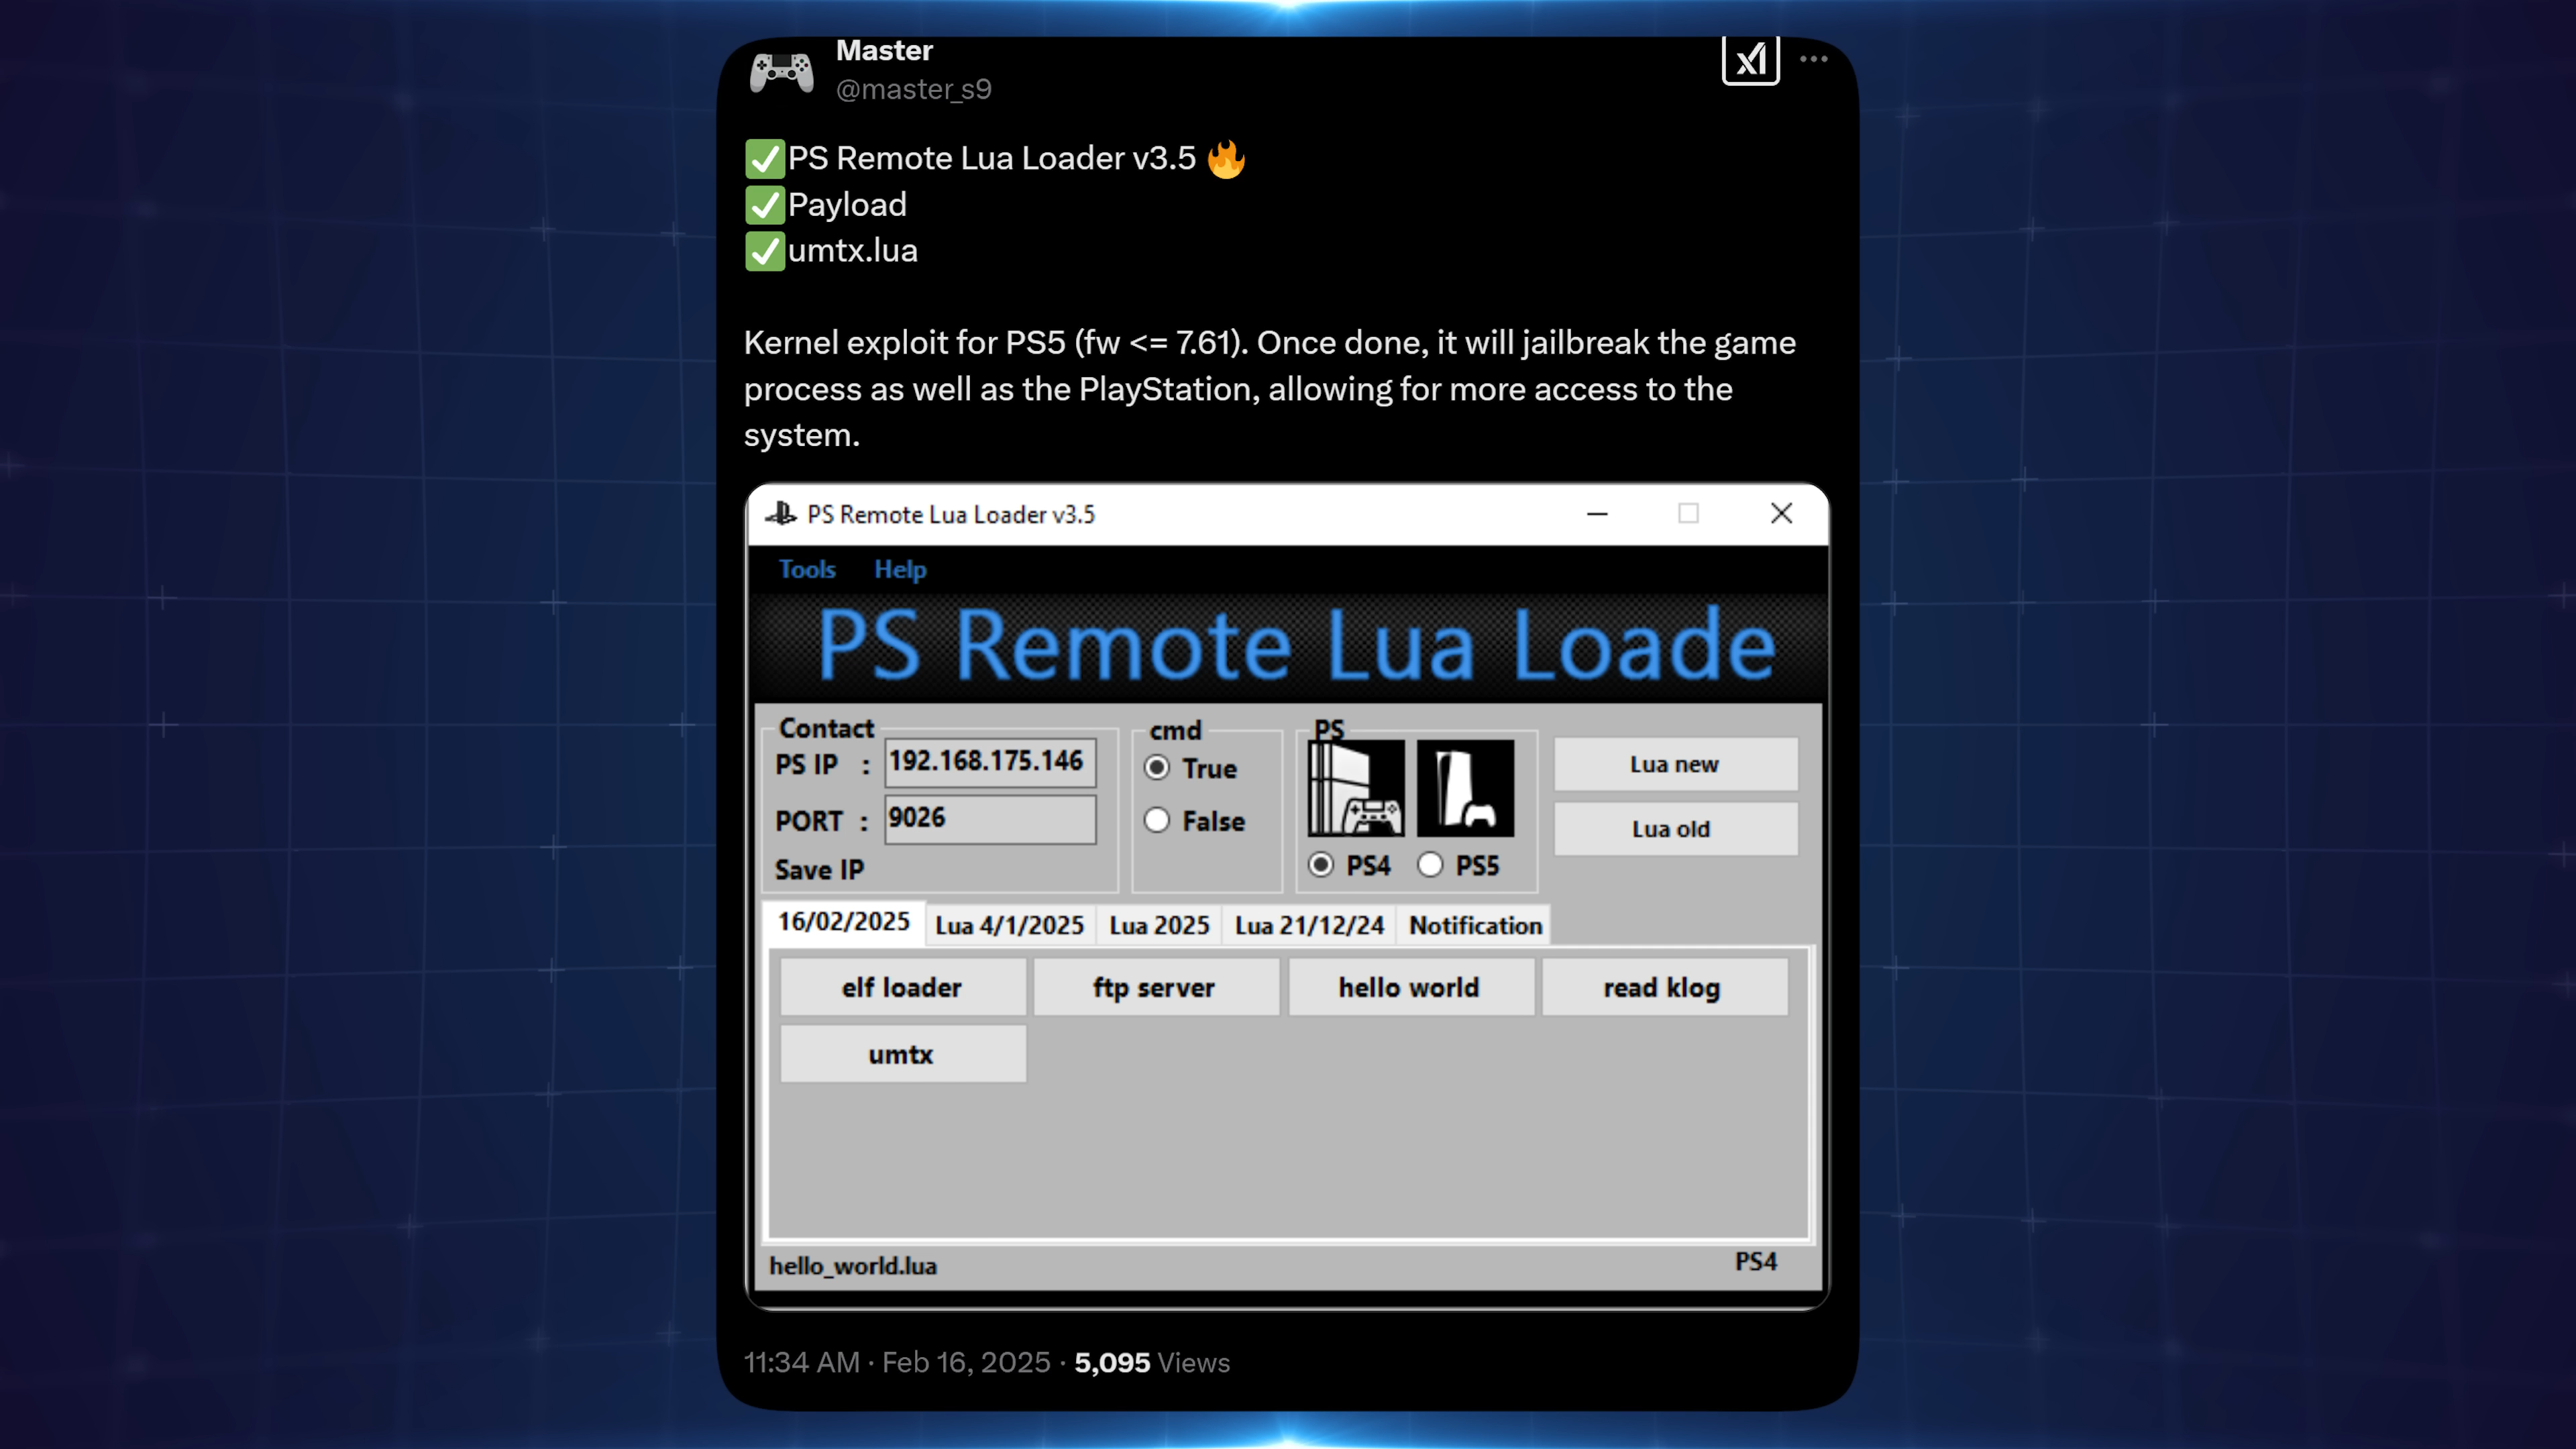 Master
@master_s9
✅PS Remote Lua Loader v3.5 🔥
✅Payload
✅umtx.lua
Kernel exploit for PS5 (fw <= 7.61). Once done, it will jailbreak the game
process as well as the PlayStation, allowing for more access to the
system.
PS Remote Lua Loader v3.5
Tools Help
PS Remote Lua Loade
Contact
PS IP : 192.168.175.146
PORT : 9026
Save IP
cmd
True
False
PS
PS4 PS5
Lua new
Lua old
16/02/2025 Lua 4/1/2025 Lua 2025 Lua 21/12/24 Notification
elf loader ftp server hello world read klog
umtx
hello_world.lua PS4
11:34 AM · Feb 16, 2025 · 5,095 Views